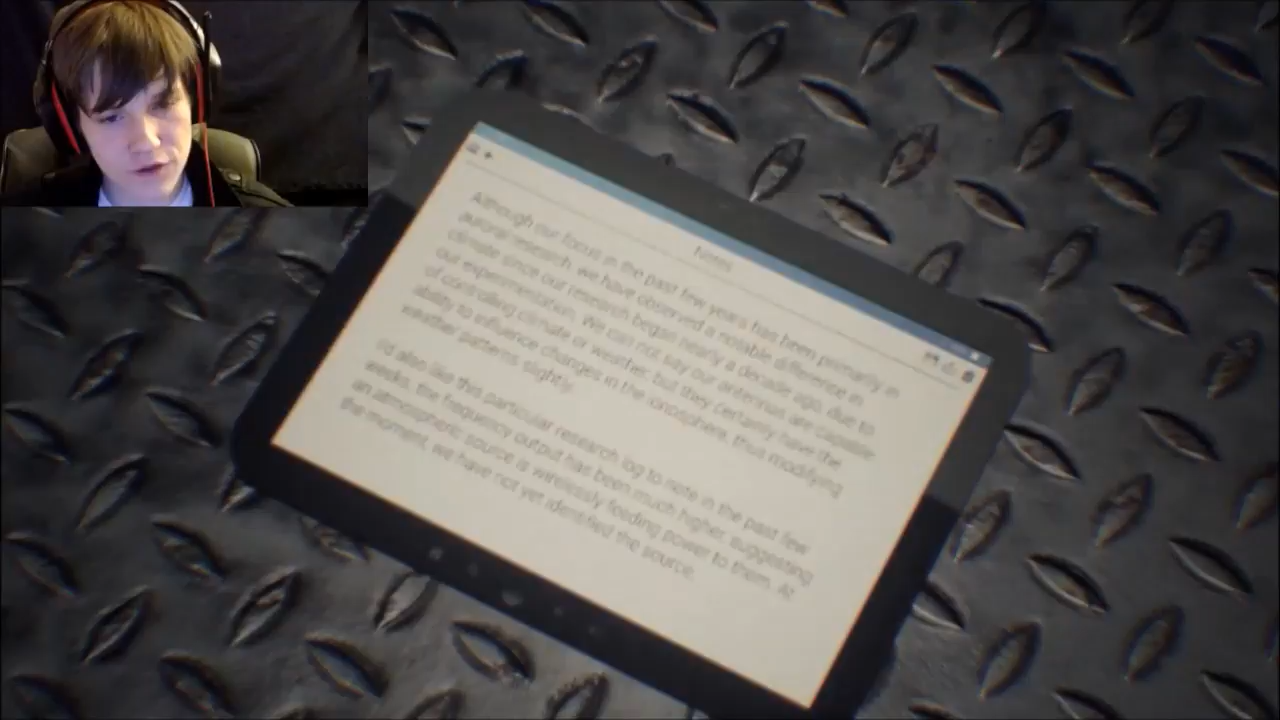 Notes
Although our focus in the past few years has been primarily in
auroral research, we have observed a notable difference in
climate since our research began nearly a decade ago, due to
our experimentation. We can not say our antennas are capable
of controlling climate or weather, but they certainly have the
ability to influence changes in the ionosphere, thus modifying
weather patterns slightly.
I'd also like this particular research log to note in the past few
weeks, the frequency output has been much higher, suggesting
an atmospheric source is wirelessly feeding power to them. At
the moment, we have not yet identified the source.